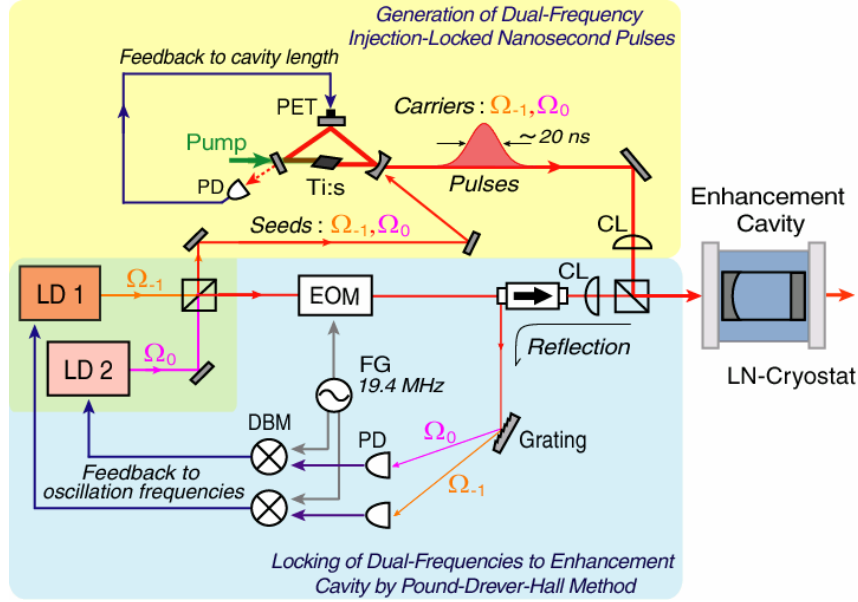 Generation of Dual-Frequency
Injection-Locked Nanosecond Pulses
Feedback to cavity length
PET
Carriers : Ω-1,Ω0
Pump
~ 20 ns
PD
Ti:s
Pulses
Seeds : Ω-1,Ω0
CL
Enhancement
Cavity
LD 1
Ω-1
EOM
CL
LD 2
Ω0
FG
19.4 MHz
Reflection
LN-Cryostat
DBM
PD
Ω0
Grating
Feedback to
oscillation frequencies
Ω-1
Locking of Dual-Frequencies to Enhancement
Cavity by Pound-Drever-Hall Method